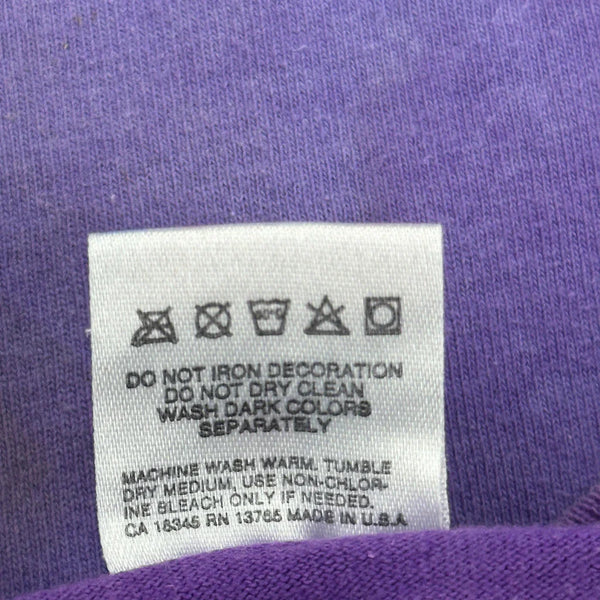 DO NOT IRON DECORATION
DO NOT DRY CLEAN
WASH DARK COLORS
SEPARATELY
MACHINE WASH WARM. TUMBLE
DRY MEDIUM. USE NON-CHLOR-
INE BLEACH ONLY IF NEEDED.
CA 18345 RN 13765 MADE IN U.S.A.